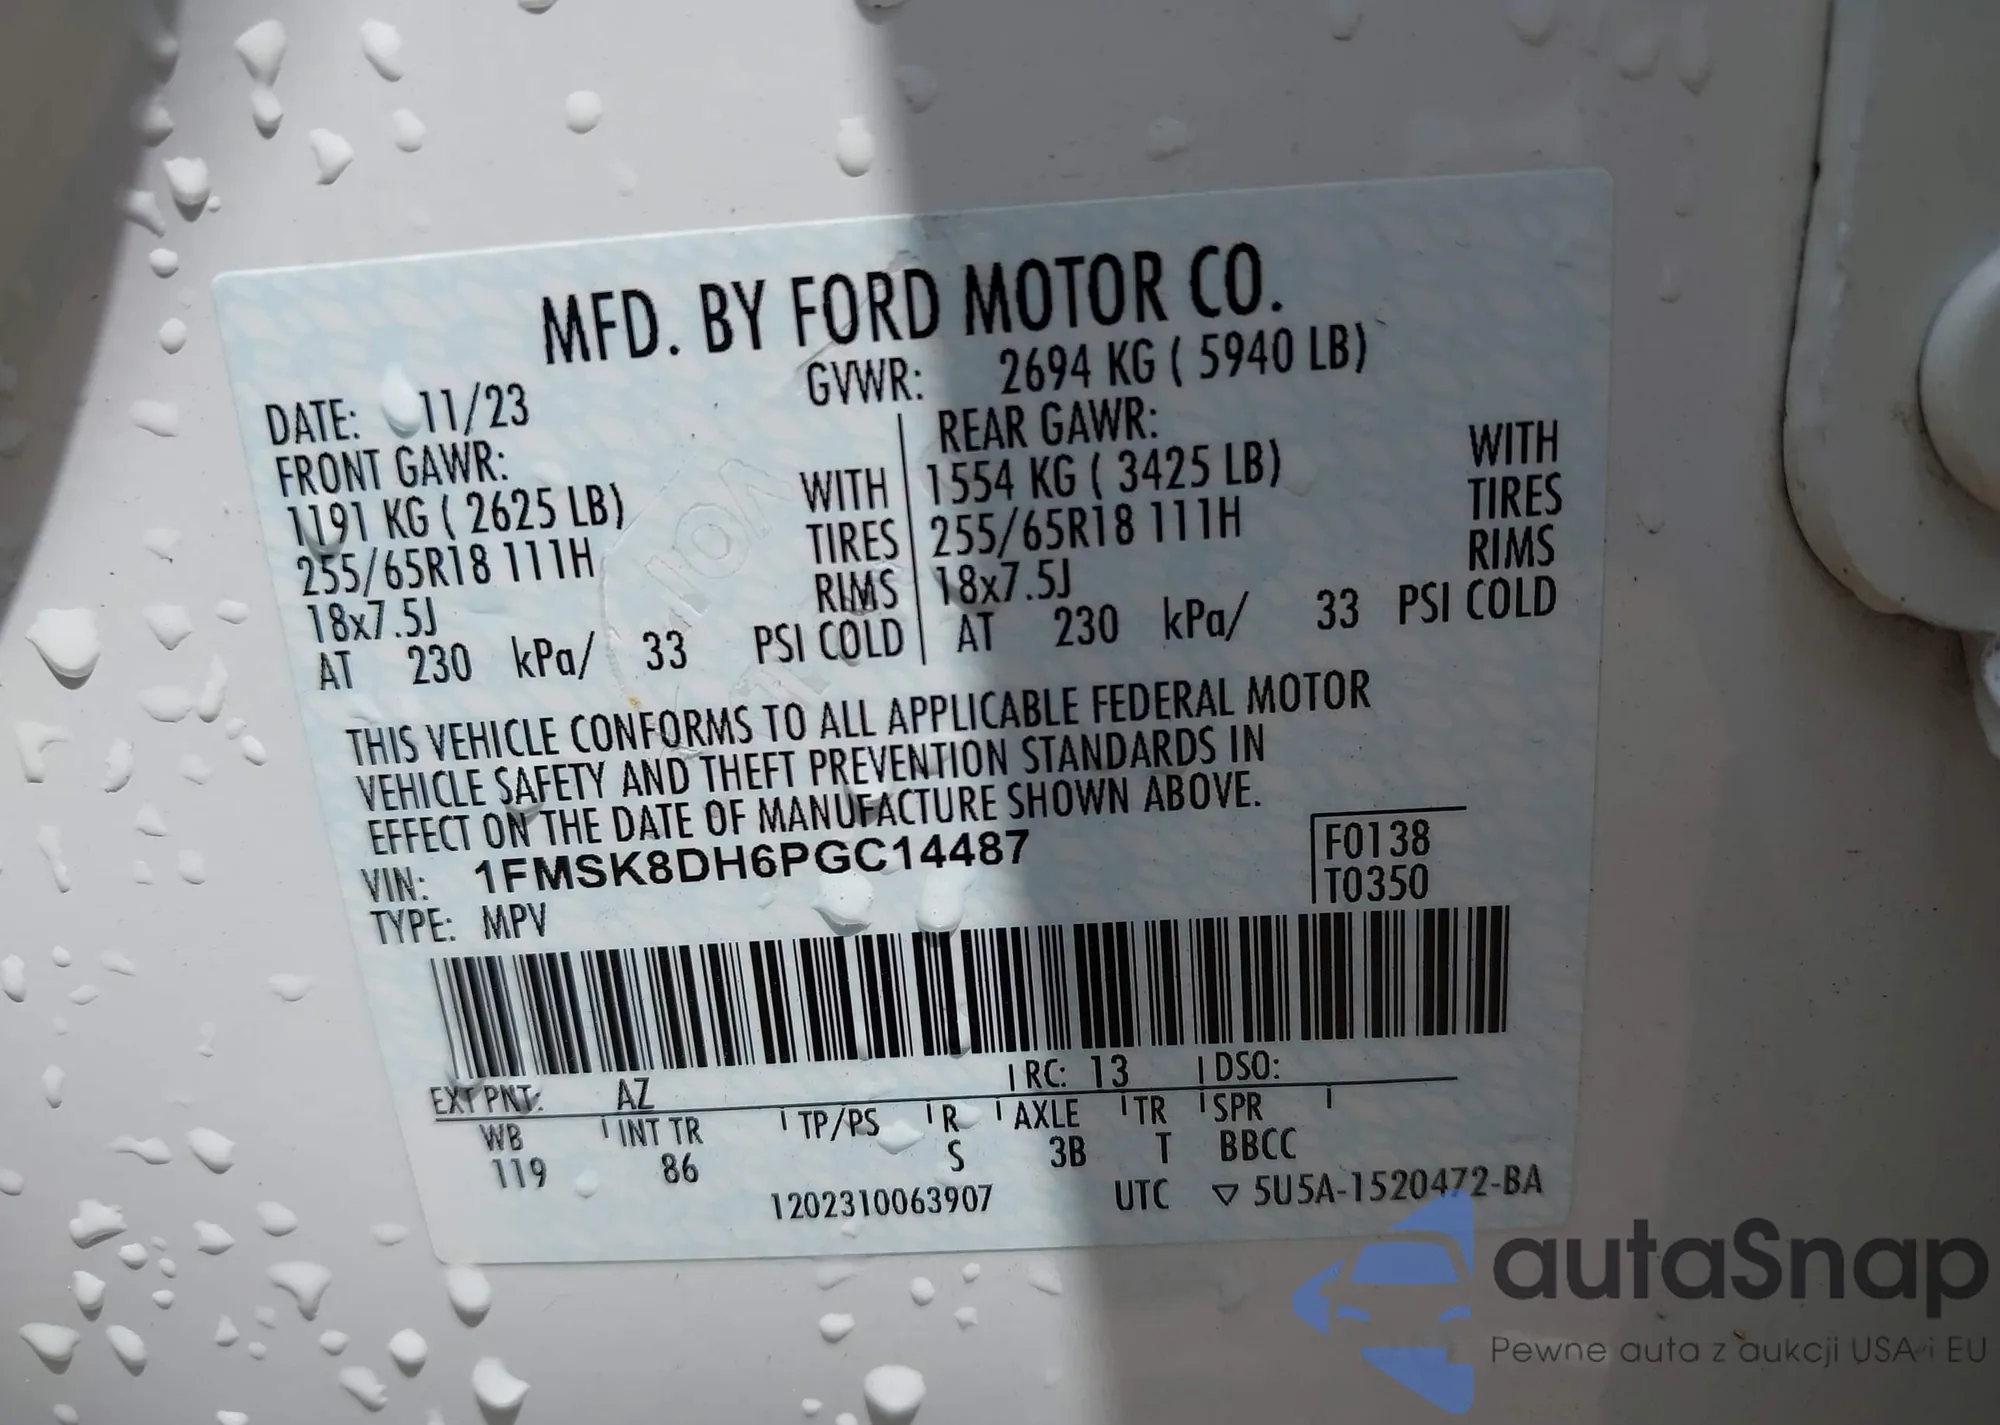 MFD. BY FORD MOTOR CO.
DATE: 11/23 GVWR: 2694 KG ( 5940 LB)
FRONT GAWR: REAR GAWR:
1191 KG ( 2625 LB) WITH 1554 KG ( 3425 LB) WITH
255/65R18 111H TIRES 255/65R18 111H TIRES
18x7.5J RIMS 18x7.5J RIMS
AT 230 kPa/ 33 PSI COLD AT 230 kPa/ 33 PSI COLD
THIS VEHICLE CONFORMS TO ALL APPLICABLE FEDERAL MOTOR
VEHICLE SAFETY AND THEFT PREVENTION STANDARDS IN
EFFECT ON THE DATE OF MANUFACTURE SHOWN ABOVE.
VIN: 1FMSK8DH6PGC14487 F0138
TYPE: MPV T0350
EXT PNT: AZ RC: 13 DSO:
WB INT TR TP/PS R AXLE TR SPR
119 86 S 3B T BBCC
1202310063907 UTC ▽ 5U5A-1520472-BA
autaSnap
Pewne auta z aukcji USA i EU